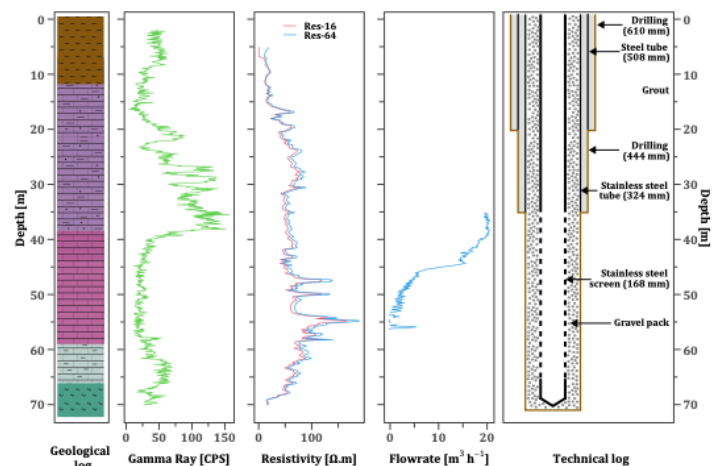 0
10
20
30
40
50
60
70
Depth [m]
Geological
log
0
50
100
150
Gamma Ray [CPS]
Res-16
Res-64
0
100
Resistivity [Ω.m]
0
10
20
Flowrate [m³ h⁻¹]
Drilling
(610 mm)
Steel tube
(508 mm)
Grout
Drilling
(444 mm)
Stainless steel
tube (324 mm)
Stainless steel
screen (168 mm)
Gravel pack
Technical log
0
10
20
30
40
50
60
70
Depth [m]